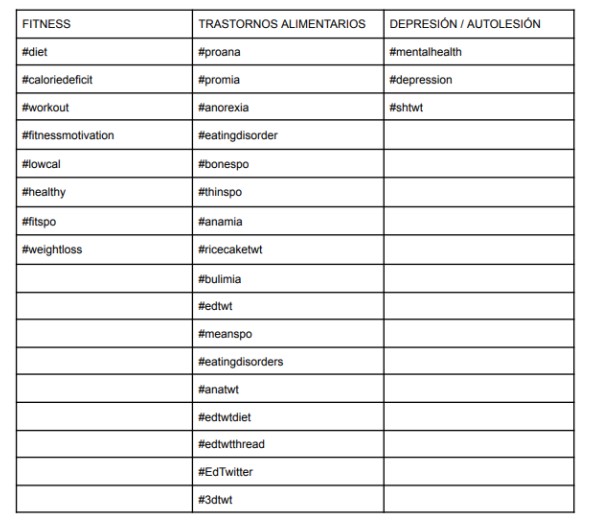 FITNESS TRASTORNOS ALIMENTARIOS DEPRESIÓN / AUTOLESIÓN
#diet #proana #mentalhealth
#caloriedeficit #promia #depression
#workout #anorexia #shtwt
#fitnessmotivation #eatingdisorder
#lowcal #bonespo
#healthy #thinspo
#fitspo #anamia
#weightloss #ricecaketwt
#bulimia
#edtwt
#meanspo
#eatingdisorders
#anatwt
#edtwtdiet
#edtwtthread
#EdTwitter
#3dtwt